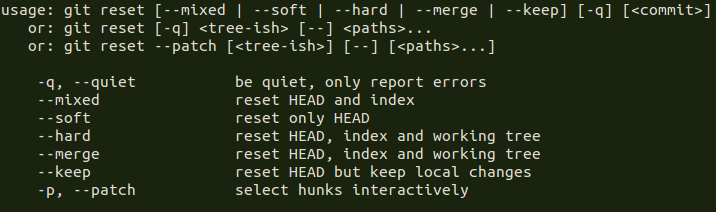 usage: git reset [--mixed | --soft | --hard | --merge | --keep] [-q] [<commit>]
   or: git reset [-q] <tree-ish> [--] <paths>...
   or: git reset --patch [<tree-ish>] [--] [<paths>...]

    -q, --quiet           be quiet, only report errors
    --mixed               reset HEAD and index
    --soft                reset only HEAD
    --hard                reset HEAD, index and working tree
    --merge               reset HEAD, index and working tree
    --keep                reset HEAD but keep local changes
    -p, --patch           select hunks interactively